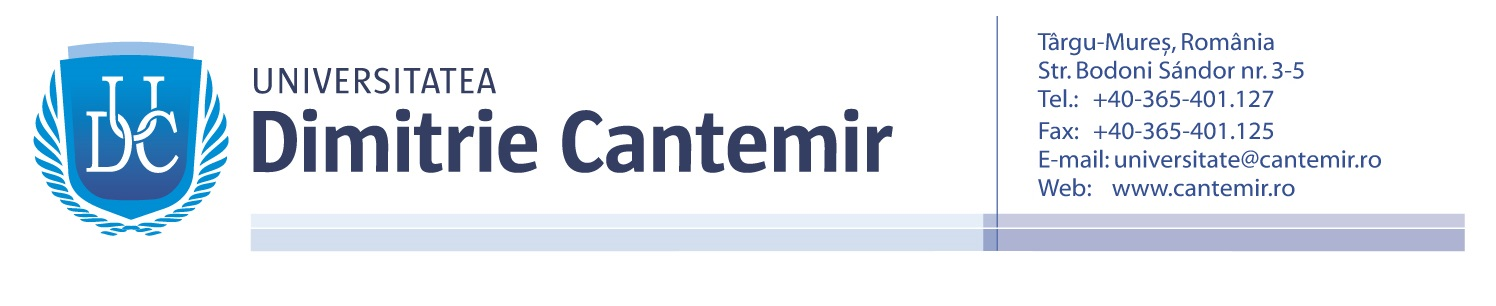 UDC
UNIVERSITATEA
Dimitrie Cantemir
Târgu-Mureș, România
Str. Bodoni Sándor nr. 3-5
Tel.: +40-365-401.127
Fax: +40-365-401.125
E-mail: universitate@cantemir.ro
Web: www.cantemir.ro